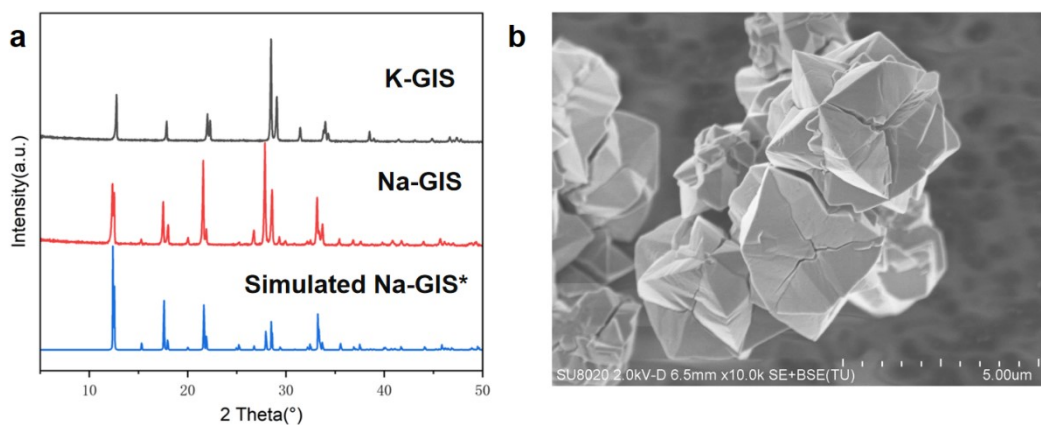 a
K-GIS
Na-GIS
Simulated Na-GIS*
Intensity(a.u.)
10 20 30 40 50
2 Theta(°)
b
SU8020 2.0kV-D 6.5mm x10.0k SE+BSE(TU)
5.00um